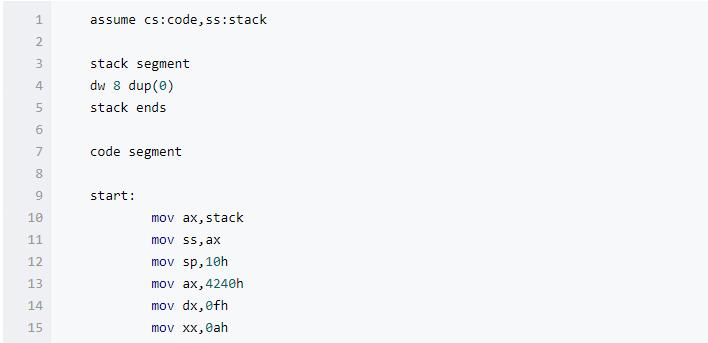 1 assume cs:code,ss:stack
2
3 stack segment
4 dw 8 dup(0)
5 stack ends
6
7 code segment
8
9 start:
10 mov ax,stack
11 mov ss,ax
12 mov sp,10h
13 mov ax,4240h
14 mov dx,0fh
15 mov xx,0ah